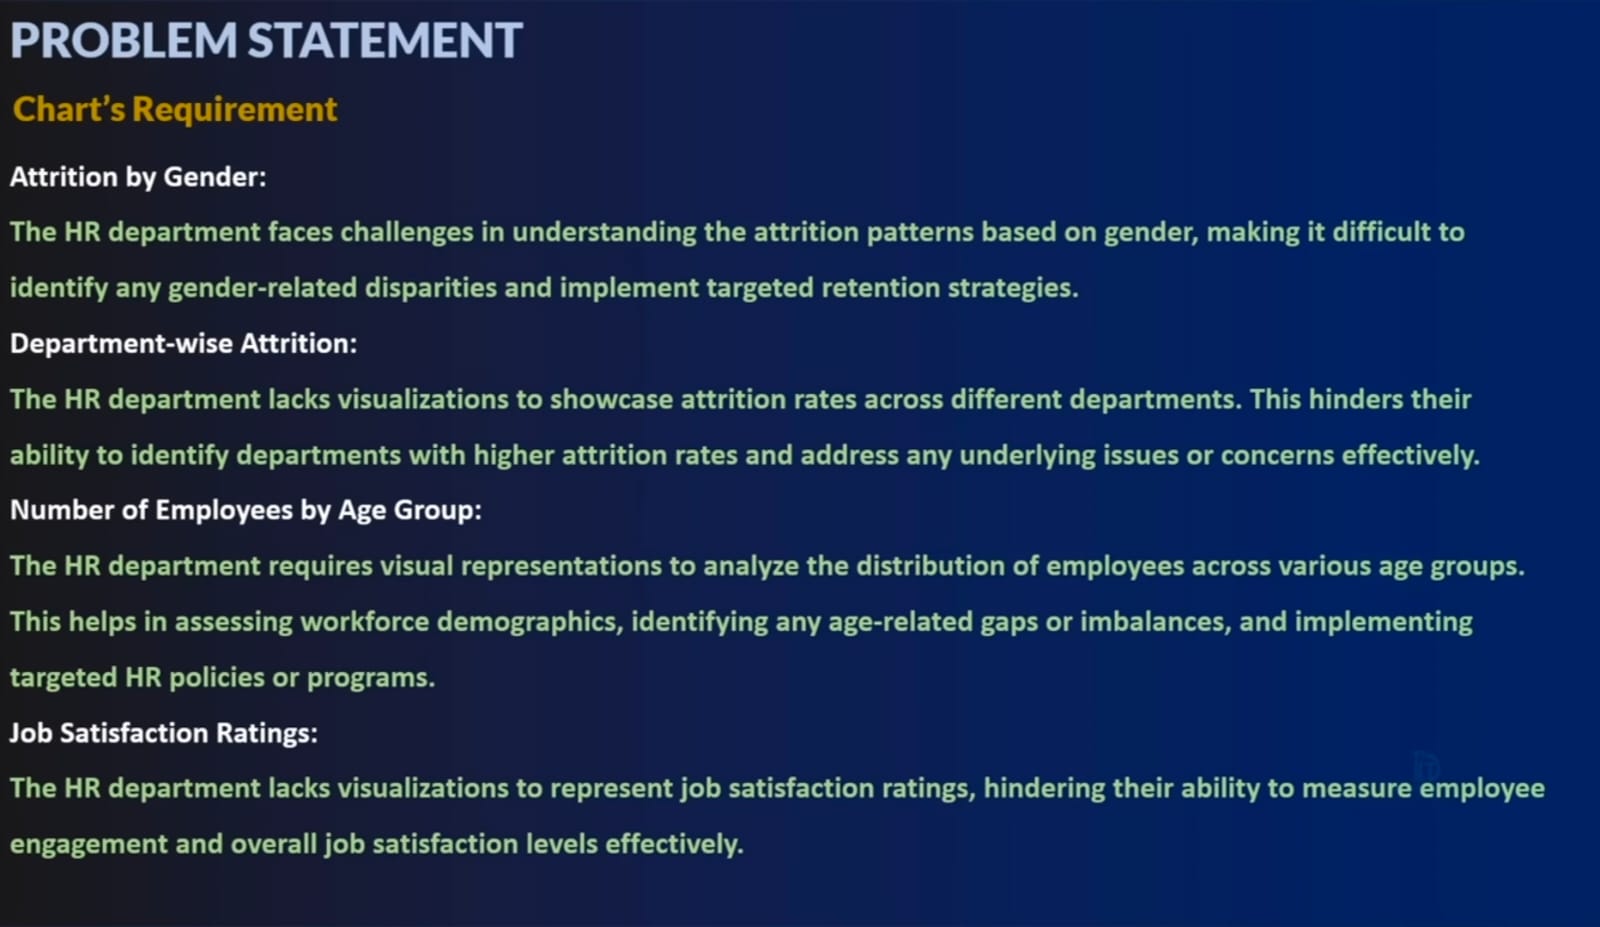 PROBLEM STATEMENT
Chart's Requirement
Attrition by Gender:
The HR department faces challenges in understanding the attrition patterns based on gender, making it difficult to
identify any gender-related disparities and implement targeted retention strategies.
Department-wise Attrition:
The HR department lacks visualizations to showcase attrition rates across different departments. This hinders their
ability to identify departments with higher attrition rates and address any underlying issues or concerns effectively.
Number of Employees by Age Group:
The HR department requires visual representations to analyze the distribution of employees across various age groups.
This helps in assessing workforce demographics, identifying any age-related gaps or imbalances, and implementing
targeted HR policies or programs.
Job Satisfaction Ratings:
The HR department lacks visualizations to represent job satisfaction ratings, hindering their ability to measure employee
engagement and overall job satisfaction levels effectively.